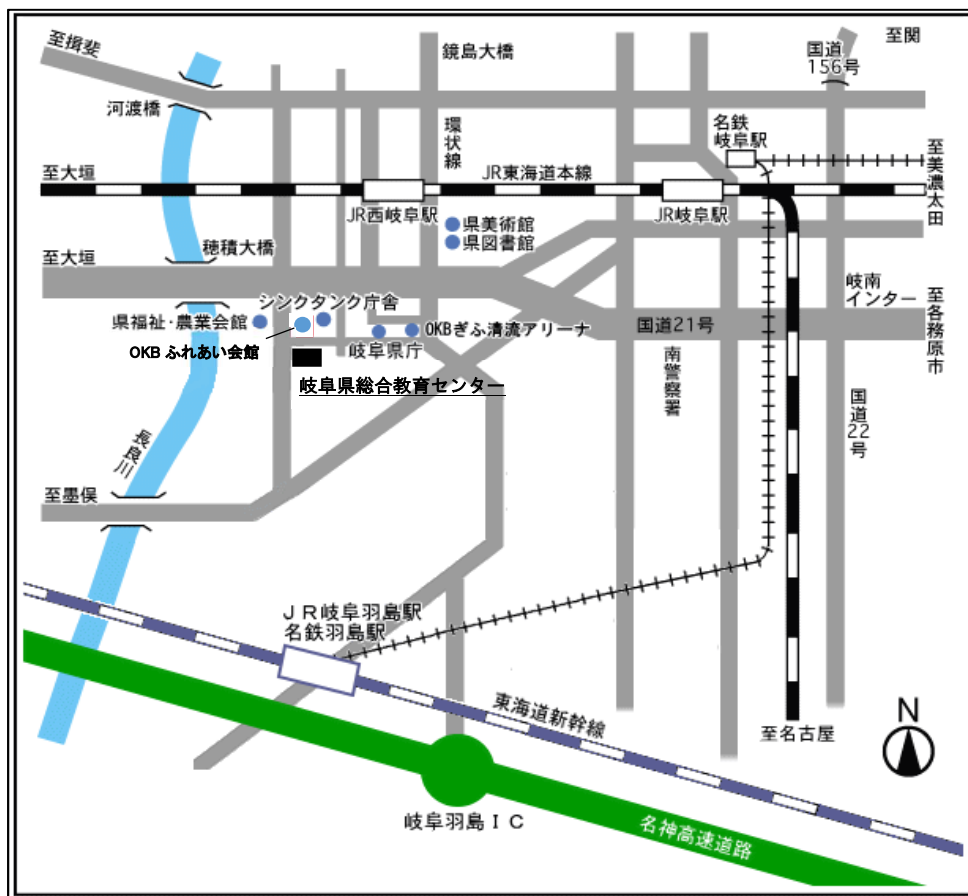 至揖斐
鏡島大橋
国道
156号
至関
河渡橋
環状線
名鉄
岐阜駅
至美濃太田
至大垣
JR東海道本線
JR西岐阜駅
JR岐阜駅
県美術館
県図書館
穂積大橋
至大垣
岐南
インター
至各務原市
シンクタンク庁舎
県福祉・農業会館
OKBぎふ清流アリーナ
国道21号
OKB ふれあい会館
岐阜県庁
南警察署
岐阜県総合教育センター
国道22号
長良川
至墨俣
JR岐阜羽島駅
名鉄羽島駅
東海道新幹線
至名古屋
N
岐阜羽島IC
名神高速道路